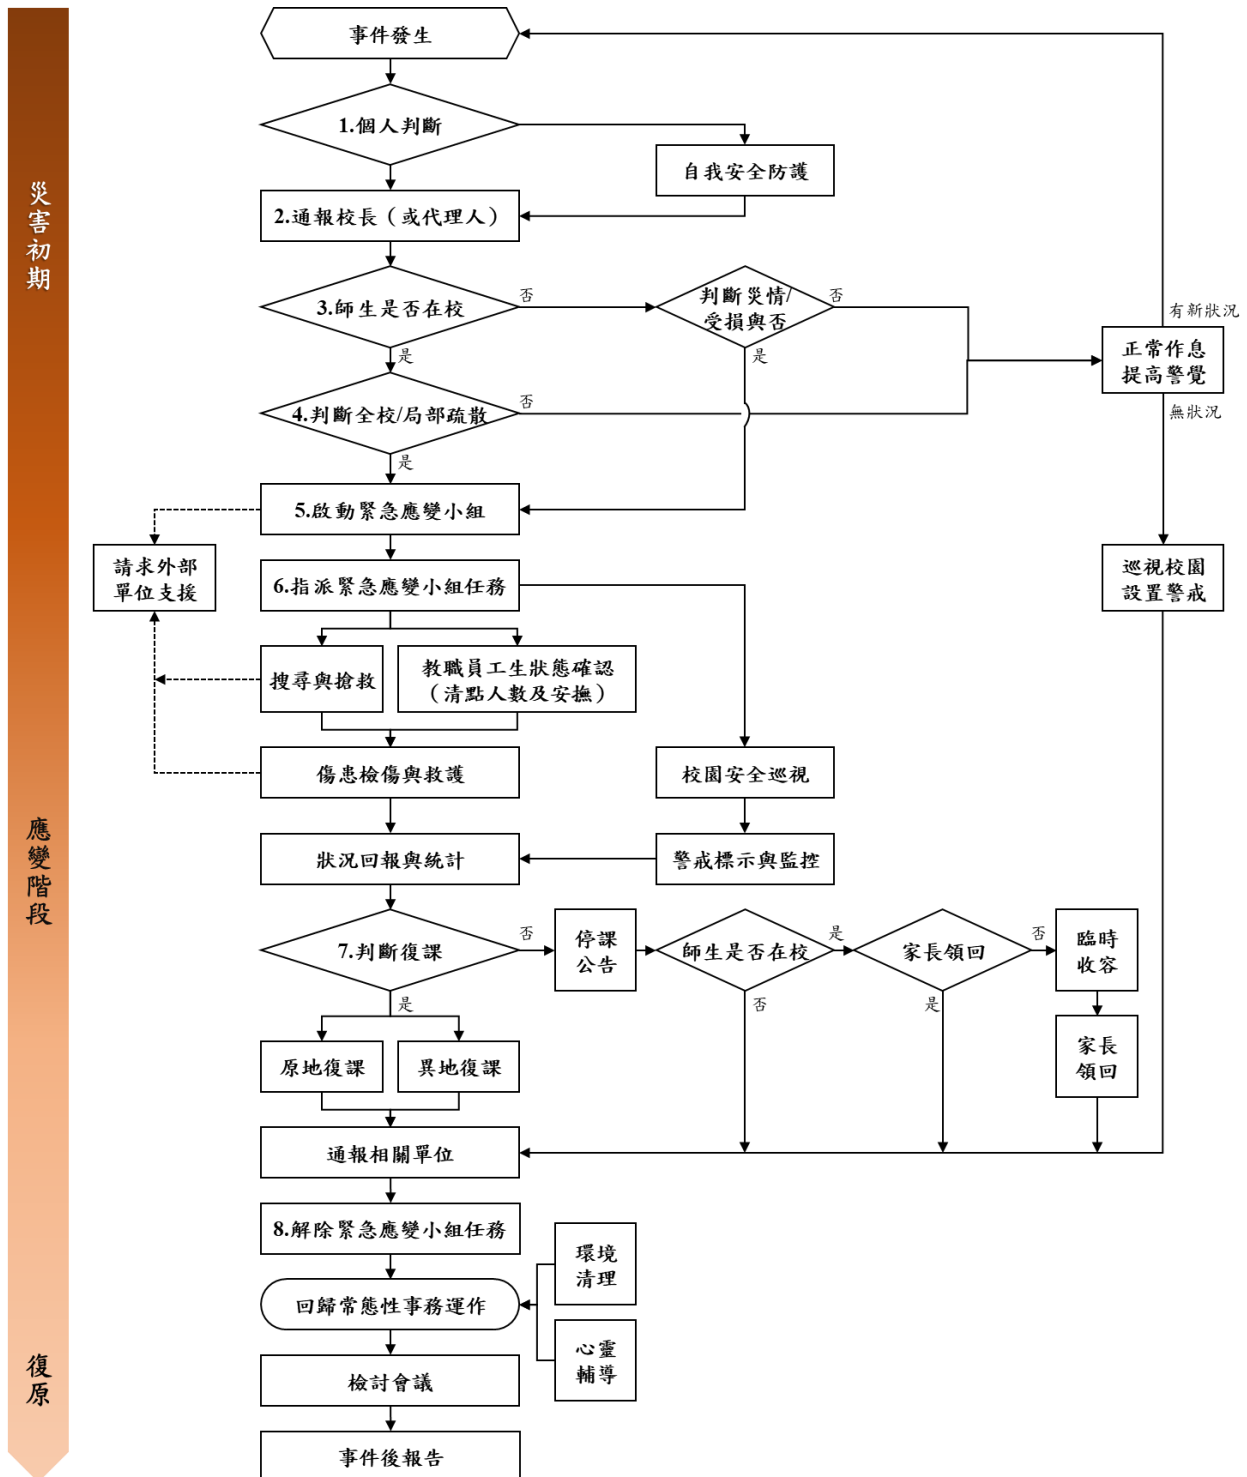 災害初期
應變階段
復原
事件發生
1.個人判斷
自我安全防護
2.通報校長（或代理人）
3.師生是否在校
否
判斷災情/
受損與否
否
有新狀況
正常作息
提高警覺
是
是
4.判斷全校/局部疏散
否
無狀況
是
5.啟動緊急應變小組
請求外部
單位支援
6.指派緊急應變小組任務
巡視校園
設置警戒
搜尋與搶救
教職員工生狀態確認
（清點人數及安撫）
傷患檢傷與救護
校園安全巡視
狀況回報與統計
警戒標示與監控
7.判斷復課
否
停課
公告
師生是否在校
是
家長領回
否
臨時
收容
是
否
是
原地復課
異地復課
家長
領回
通報相關單位
8.解除緊急應變小組任務
環境
清理
回歸常態性事務運作
心靈
輔導
檢討會議
事件後報告